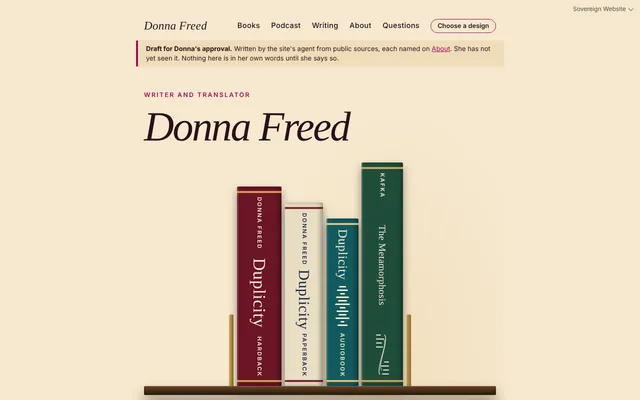 Sovereign Website
Donna Freed
Books Podcast Writing About Questions Choose a design
Draft for Donna's approval. Written by the site's agent from public sources, each named on About. She has not
yet seen it. Nothing here is in her own words until she says so.
WRITER AND TRANSLATOR
Donna Freed
DONNA FREED Duplicity HARDBACK
DONNA FREED Duplicity PAPERBACK
Duplicity AUDIOBOOK
KAFKA The Metamorphosis